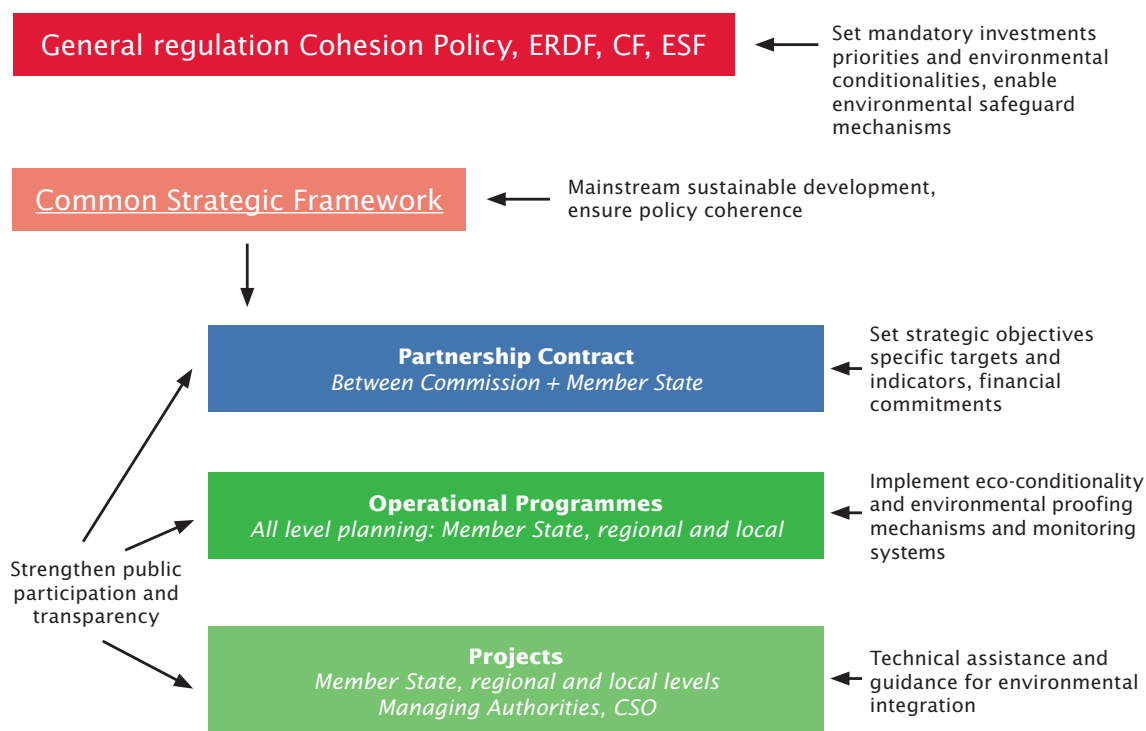 General regulation Cohesion Policy, ERDF, CF, ESF
Set mandatory investments
priorities and environmental
conditionalities, enable
environmental safeguard
mechanisms
Common Strategic Framework
Mainstream sustainable development,
ensure policy coherence
Partnership Contract
Between Commission + Member State
Set strategic objectives
specific targets and
indicators, financial
commitments
Operational Programmes
All level planning: Member State, regional and local
Implement eco-conditionality
and environmental proofing
mechanisms and monitoring
systems
Strengthen public
participation and
transparency
Projects
Member State, regional and local levels
Managing Authorities, CSO
Technical assistance and
guidance for environmental
integration